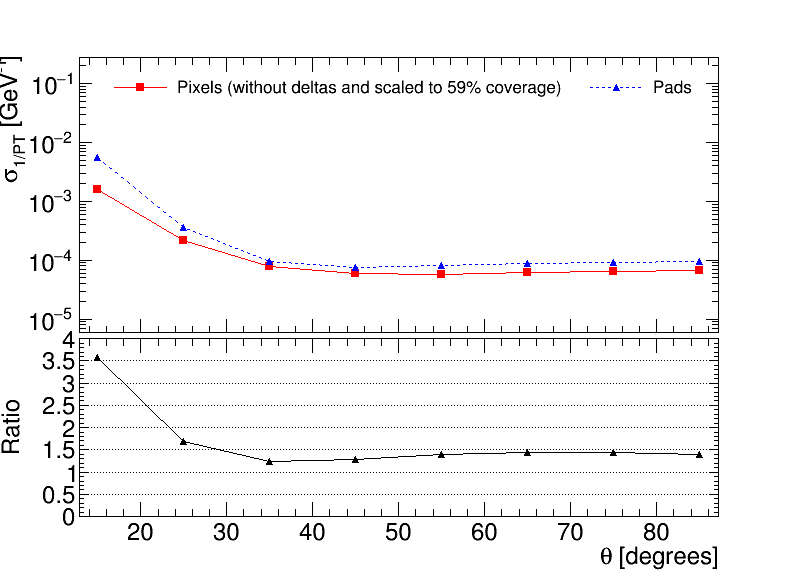 σ1/PT [GeV⁻¹]
10⁻¹
10⁻²
10⁻³
10⁻⁴
10⁻⁵
Pixels (without deltas and scaled to 59% coverage)
Pads
Ratio
4
3.5
3
2.5
2
1.5
1
0.5
0
20 30 40 50 60 70 80
θ [degrees]